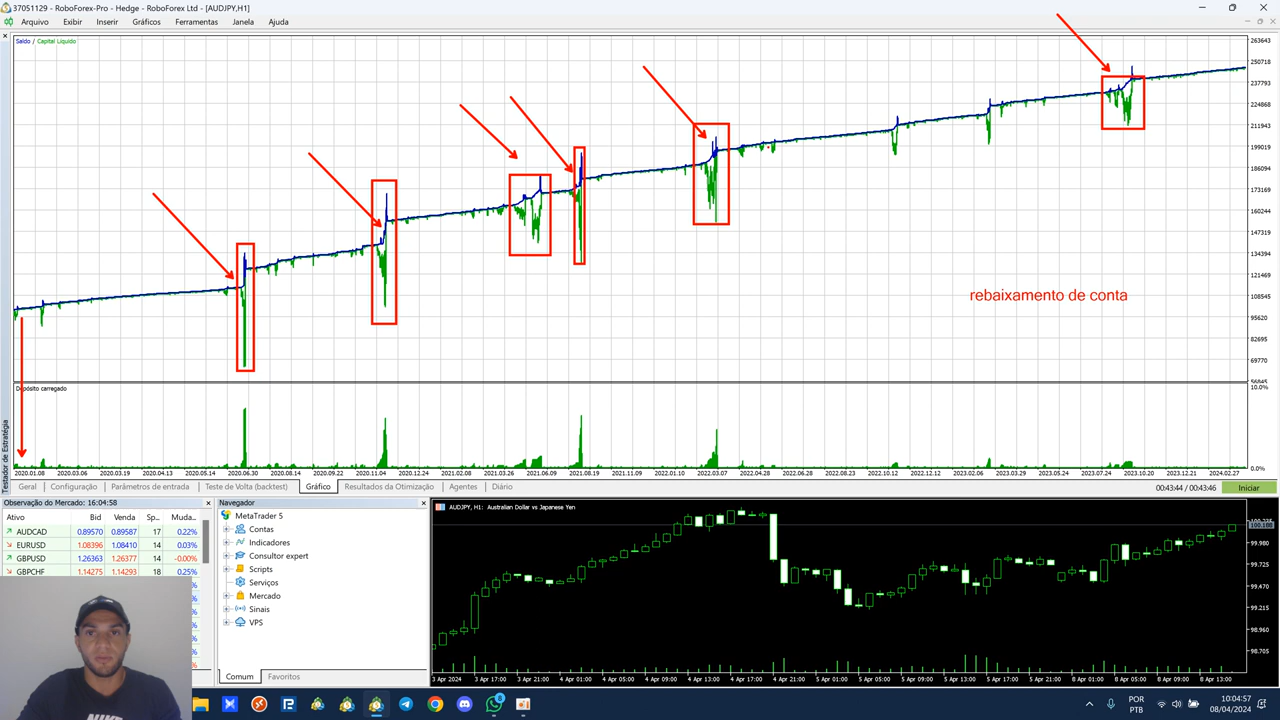 37051129 - RoboForex-Pro - Hedge - RoboForex Ltd - [AUDJPY,H1]
Arquivo Exibir Inserir Gráficos Ferramentas Janela Ajuda
Saldo / Capital Líquido
263643
250718
237793
224868
211943
199019
186094
173169
160244
147319
134394
121469
108545
95620
82695
69770
56845
rebaixamento de conta
Depósito carregado
10.0%
0.0%
2020.01.08 2020.03.06 2020.03.19 2020.04.13 2020.05.14 2020.06.30 2020.08.14 2020.09.22 2020.11.04 2020.12.24 2021.02.08 2021.03.26 2021.06.09 2021.08.19 2021.11.09 2022.01.10 2022.03.07 2022.04.28 2022.06.28 2022.08.23 2022.10.12 2022.12.12 2023.02.06 2023.03.29 2023.05.24 2023.07.24 2023.10.20 2023.12.21 2024.02.27
Testador de Estratégia
Geral Configuração Parâmetros de entrada Teste de Volta (backtest) Gráfico Resultados da Otimização Agentes Diário
00:43:44 / 00:43:46 Iniciar
Observação do Mercado: 16:04:58
Ativo Bid Venda Sp... Muda...
AUDCAD 0.89570 0.89587 17 0.22%
EURUSD 1.08396 1.08410 14 0.03%
GBPUSD 1.26363 1.26377 14 -0.00%
GBPCHF 1.14275 1.14293 18 0.25%
Navegador
MetaTrader 5
Contas
Indicadores
Consultor expert
Scripts
Serviços
Mercado
Sinais
VPS
Comum Favoritos
AUDJPY, H1: Australian Dollar vs Japanese Yen
99.980
99.725
99.470
99.215
98.960
98.705
3 Apr 2024 3 Apr 21:00 4 Apr 01:00 4 Apr 05:00 4 Apr 09:00 4 Apr 13:00 4 Apr 17:00 4 Apr 21:00 5 Apr 01:00 5 Apr 05:00 5 Apr 09:00 5 Apr 13:00 5 Apr 17:00 5 Apr 21:00 8 Apr 01:00 8 Apr 05:00 8 Apr 09:00 8 Apr 13:00
8
POR
PTB
10:04:57
08/04/2024